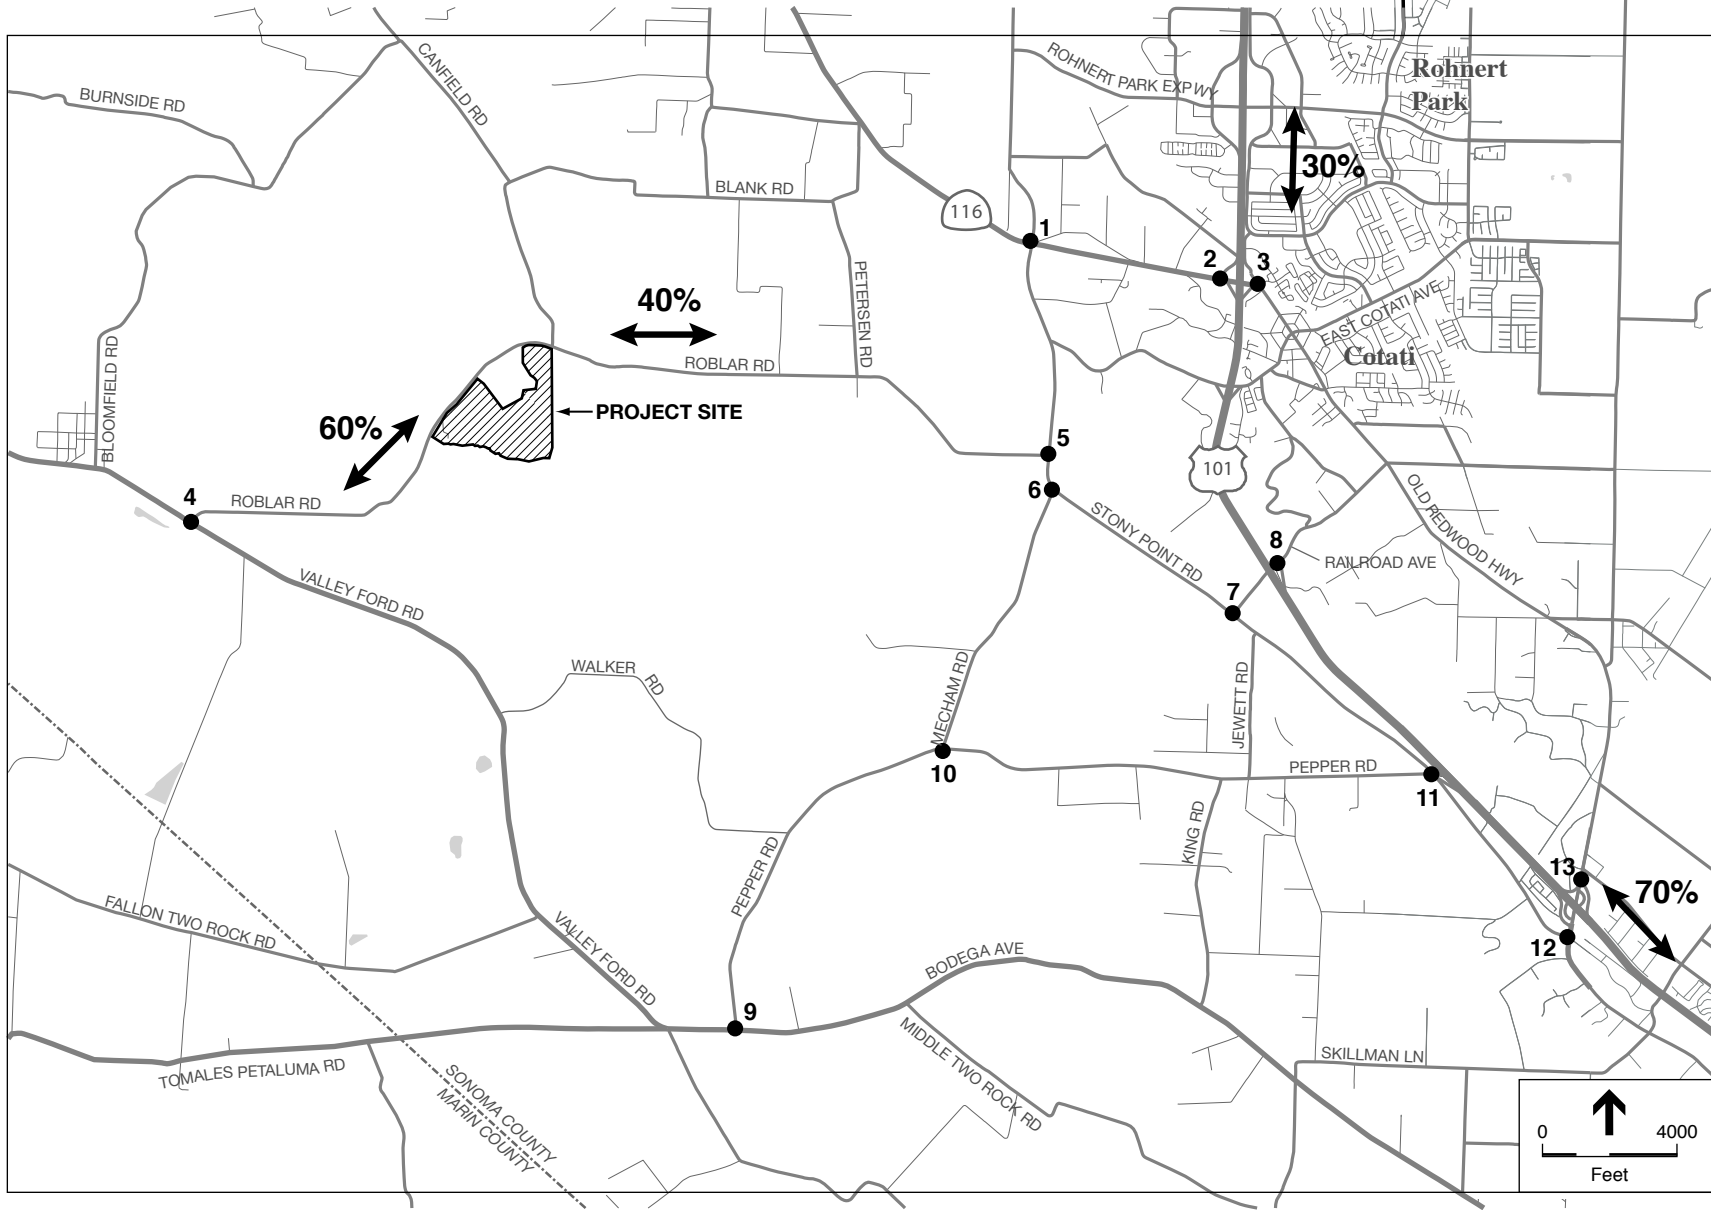 CANFIELD RD
ROHNERT PARK EXPWY
Rohnert
Park
BURNSIDE RD
30%
BLANK RD
116
1
2
3
PETERSEN RD
40%
EAST COTATI AVE
Cotati
BLOOMFIELD RD
ROBLAR RD
PROJECT SITE
60%
5
101
4
ROBLAR RD
6
STONY POINT RD
OLD REDWOOD HWY
8
RAILROAD AVE
7
VALLEY FORD RD
WALKER RD
MECHAM RD
JEWETT RD
10
PEPPER RD
11
KING RD
PEPPER RD
13
70%
FALLON TWO ROCK RD
VALLEY FORD RD
BODEGA AVE
12
9
MIDDLE TWO ROCK RD
SKILLMAN LN
TOMALES PETALUMA RD
SONOMA COUNTY
MARIN COUNTY
0 4000
Feet